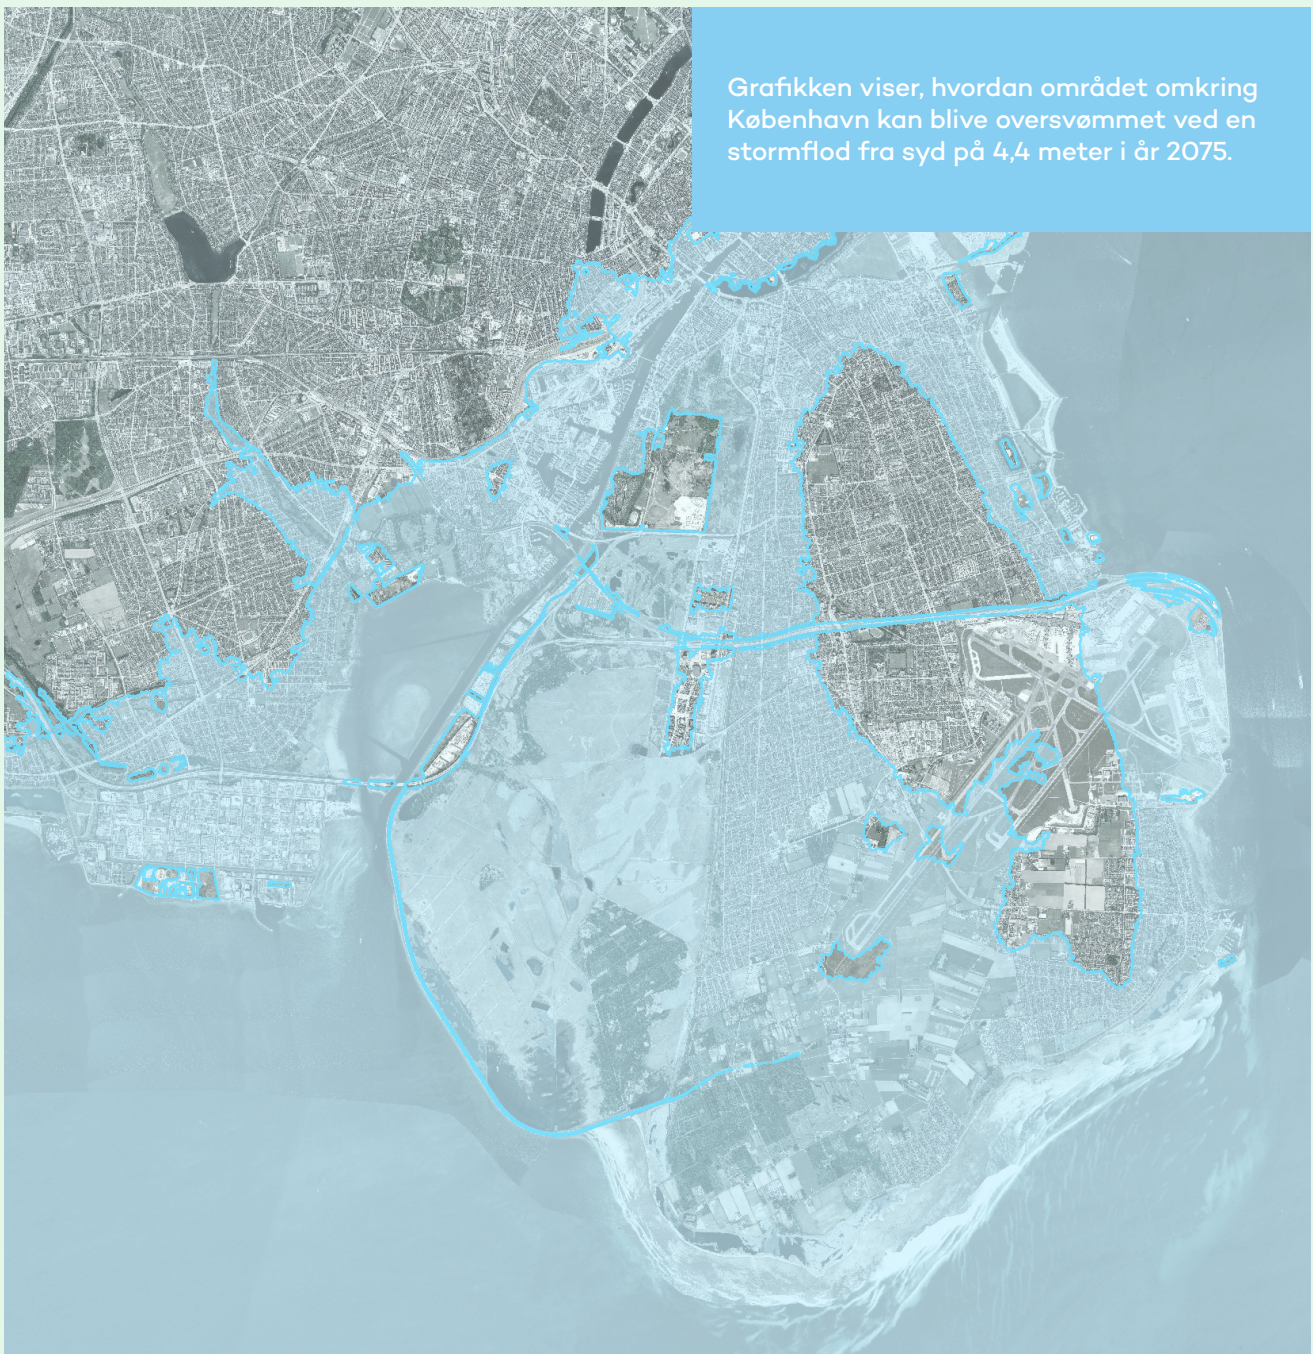 Grafikken viser, hvordan området omkring
København kan blive oversvømmet ved en
stormflod fra syd på 4,4 meter i år 2075.